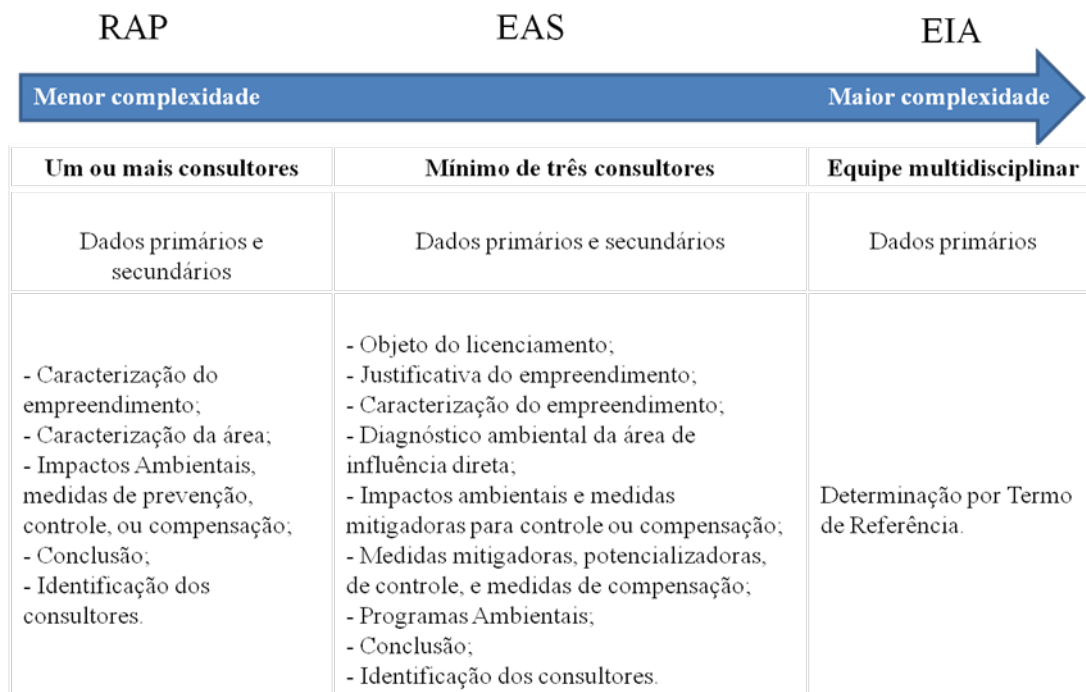 RAP
EAS
EIA
Menor complexidade
Maior complexidade
Um ou mais consultores
Mínimo de três consultores
Equipe multidisciplinar
Dados primários e
secundários
Dados primários e secundários
Dados primários
- Caracterização do
empreendimento;
- Caracterização da área;
- Impactos Ambientais,
medidas de prevenção,
controle, ou compensação;
- Conclusão;
- Identificação dos
consultores.
- Objeto do licenciamento;
- Justificativa do empreendimento;
- Caracterização do empreendimento;
- Diagnóstico ambiental da área de
influência direta;
- Impactos ambientais e medidas
mitigadoras para controle ou compensação;
- Medidas mitigadoras, potencializadoras,
de controle, e medidas de compensação;
- Programas Ambientais;
- Conclusão;
- Identificação dos consultores.
Determinação por Termo
de Referência.